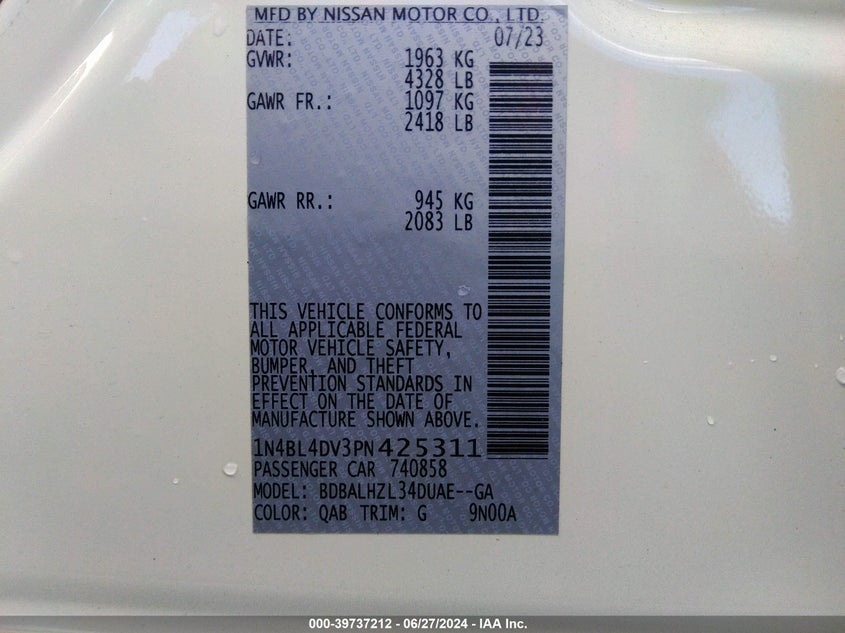 MFD BY NISSAN MOTOR CO., LTD.
DATE: 07/23
GVWR: 1963 KG
4328 LB
GAWR FR.: 1097 KG
2418 LB
GAWR RR.: 945 KG
2083 LB
THIS VEHICLE CONFORMS TO
ALL APPLICABLE FEDERAL
MOTOR VEHICLE SAFETY,
BUMPER, AND THEFT
PREVENTION STANDARDS IN
EFFECT ON THE DATE OF
MANUFACTURE SHOWN ABOVE.
1N4BL4DV3PN425311
PASSENGER CAR 740858
MODEL: BDBALHZL34DUAE--GA
COLOR: QAB TRIM: G 9N00A
000-39737212 - 06/27/2024 - IAA Inc.